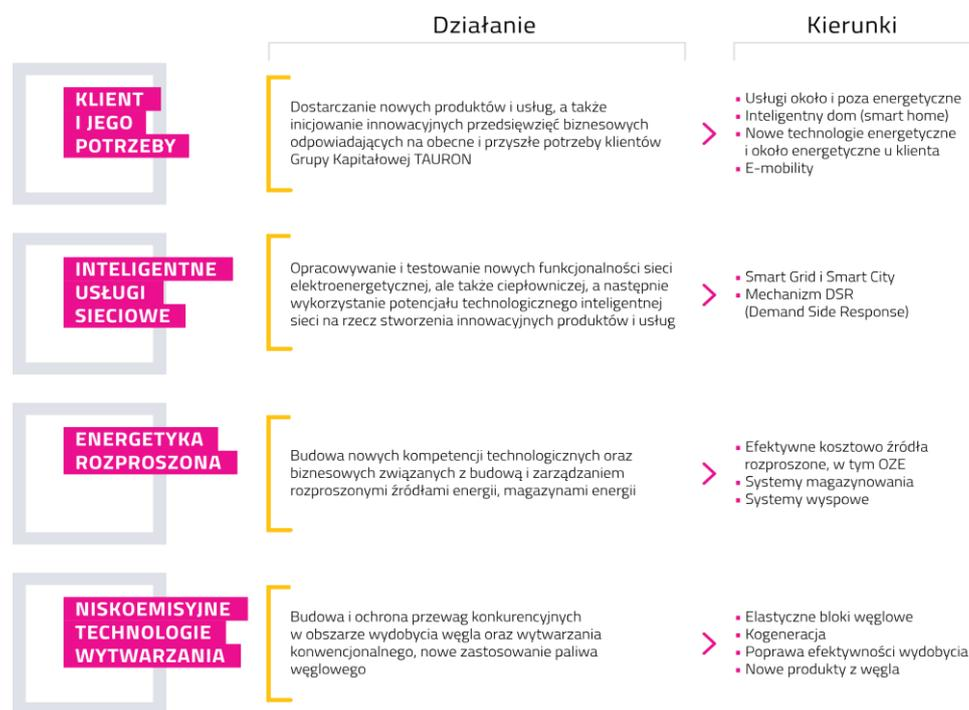 Działanie
Kierunki
KLIENT
I JEGO
POTRZEBY
Dostarczanie nowych produktów i usług, a także
inicjowanie innowacyjnych przedsięwzięć biznesowych
odpowiadających na obecne i przyszłe potrzeby klientów
Grupy Kapitałowej TAURON
▪ Usługi około i poza energetyczne
▪ Inteligentny dom (smart home)
▪ Nowe technologie energetyczne
i około energetyczne u klienta
▪ E-mobility
INTELIGENTNE
USŁUGI
SIECIOWE
Opracowywanie i testowanie nowych funkcjonalności sieci
elektroenergetycznej, ale także ciepłowniczej, a następnie
wykorzystanie potencjału technologicznego inteligentnej
sieci na rzecz stworzenia innowacyjnych produktów i usług
▪ Smart Grid i Smart City
▪ Mechanizm DSR
(Demand Side Response)
ENERGETYKA
ROZPROSZONA
Budowa nowych kompetencji technologicznych oraz
biznesowych związanych z budową i zarządzaniem
rozproszonymi źródłami energii, magazynami energii
▪ Efektywne kosztowo źródła
rozproszone, w tym OZE
▪ Systemy magazynowania
▪ Systemy wyspowe
NISKOEMISYJNE
TECHNOLOGIE
WYTWARZANIA
Budowa i ochrona przewag konkurencyjnych
w obszarze wydobycia węgla oraz wytwarzania
konwencjonalnego, nowe zastosowanie paliwa
węglowego
▪ Elastyczne bloki węglowe
▪ Kogeneracja
▪ Poprawa efektywności wydobycia
▪ Nowe produkty z węgla